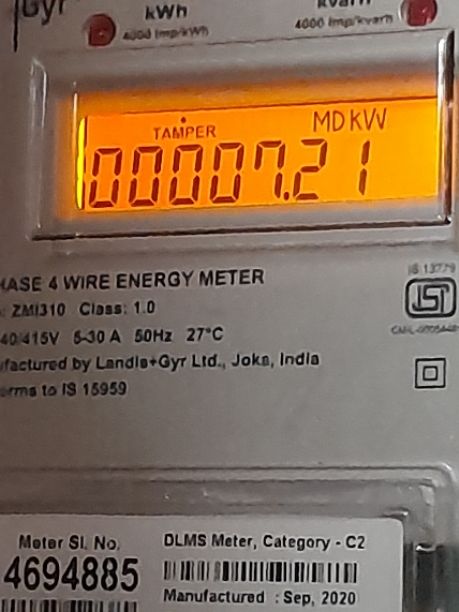 Gyr
kWh
4000 Imp/kWh
kvarh
4000 imp/kvarh
TAMPER MD kW
00007.21
HASE 4 WIRE ENERGY METER
ZMI310 Class: 1.0
40/415V 5-30 A 50Hz 27°C
ufactured by Landis+Gyr Ltd., Joka, India
orms to IS 15959
IS 13779
Meter Sl. No.
4694885
DLMS Meter, Category - C2
Manufactured : Sep, 2020